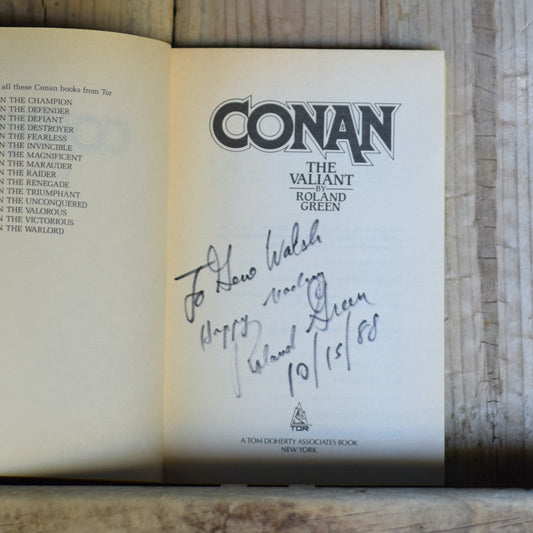 all these Conan books from Tor
N THE CHAMPION
N THE DEFENDER
N THE DEFIANT
N THE DESTROYER
N THE FEARLESS
N THE INVINCIBLE
N THE MAGNIFICENT
N THE MARAUDER
N THE RAIDER
N THE RENEGADE
N THE TRIUMPHANT
N THE UNCONQUERED
N THE VALOROUS
N THE VICTORIOUS
N THE WARLORD
CONAN
THE
VALIANT
BY
ROLAND
GREEN
To Gene Walsh
Happy reading
Roland Green
10/15/88
TOR
A TOM DOHERTY ASSOCIATES BOOK
NEW YORK